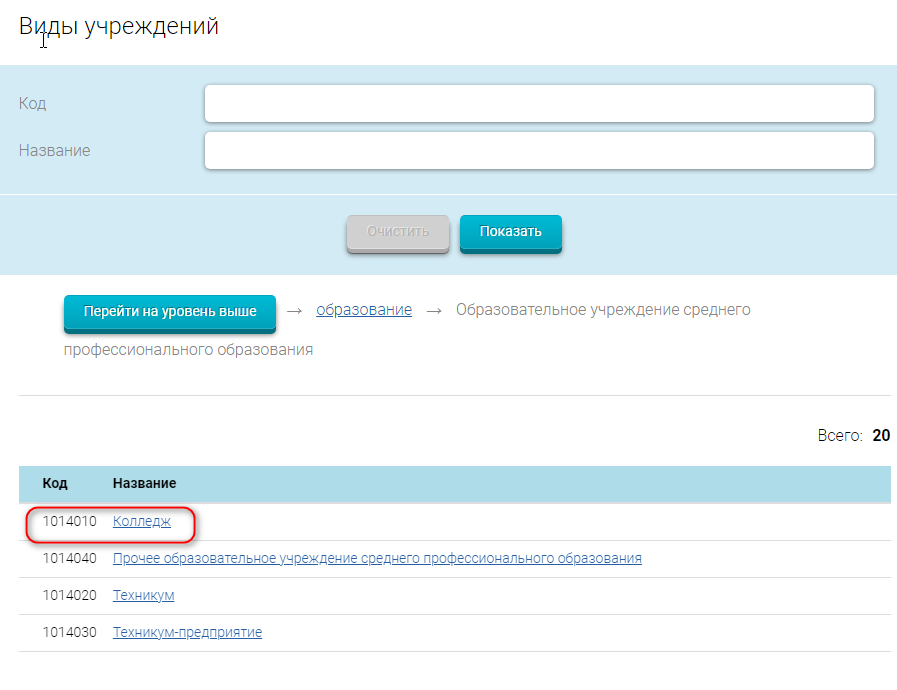 Виды учреждений
Код
Название
Очистить Показать
Перейти на уровень выше → образование → Образовательное учреждение среднего
профессионального образования
Всего: 20
Код Название
1014010 Колледж
1014040 Прочее образовательное учреждение среднего профессионального образования
1014020 Техникум
1014030 Техникум-предприятие